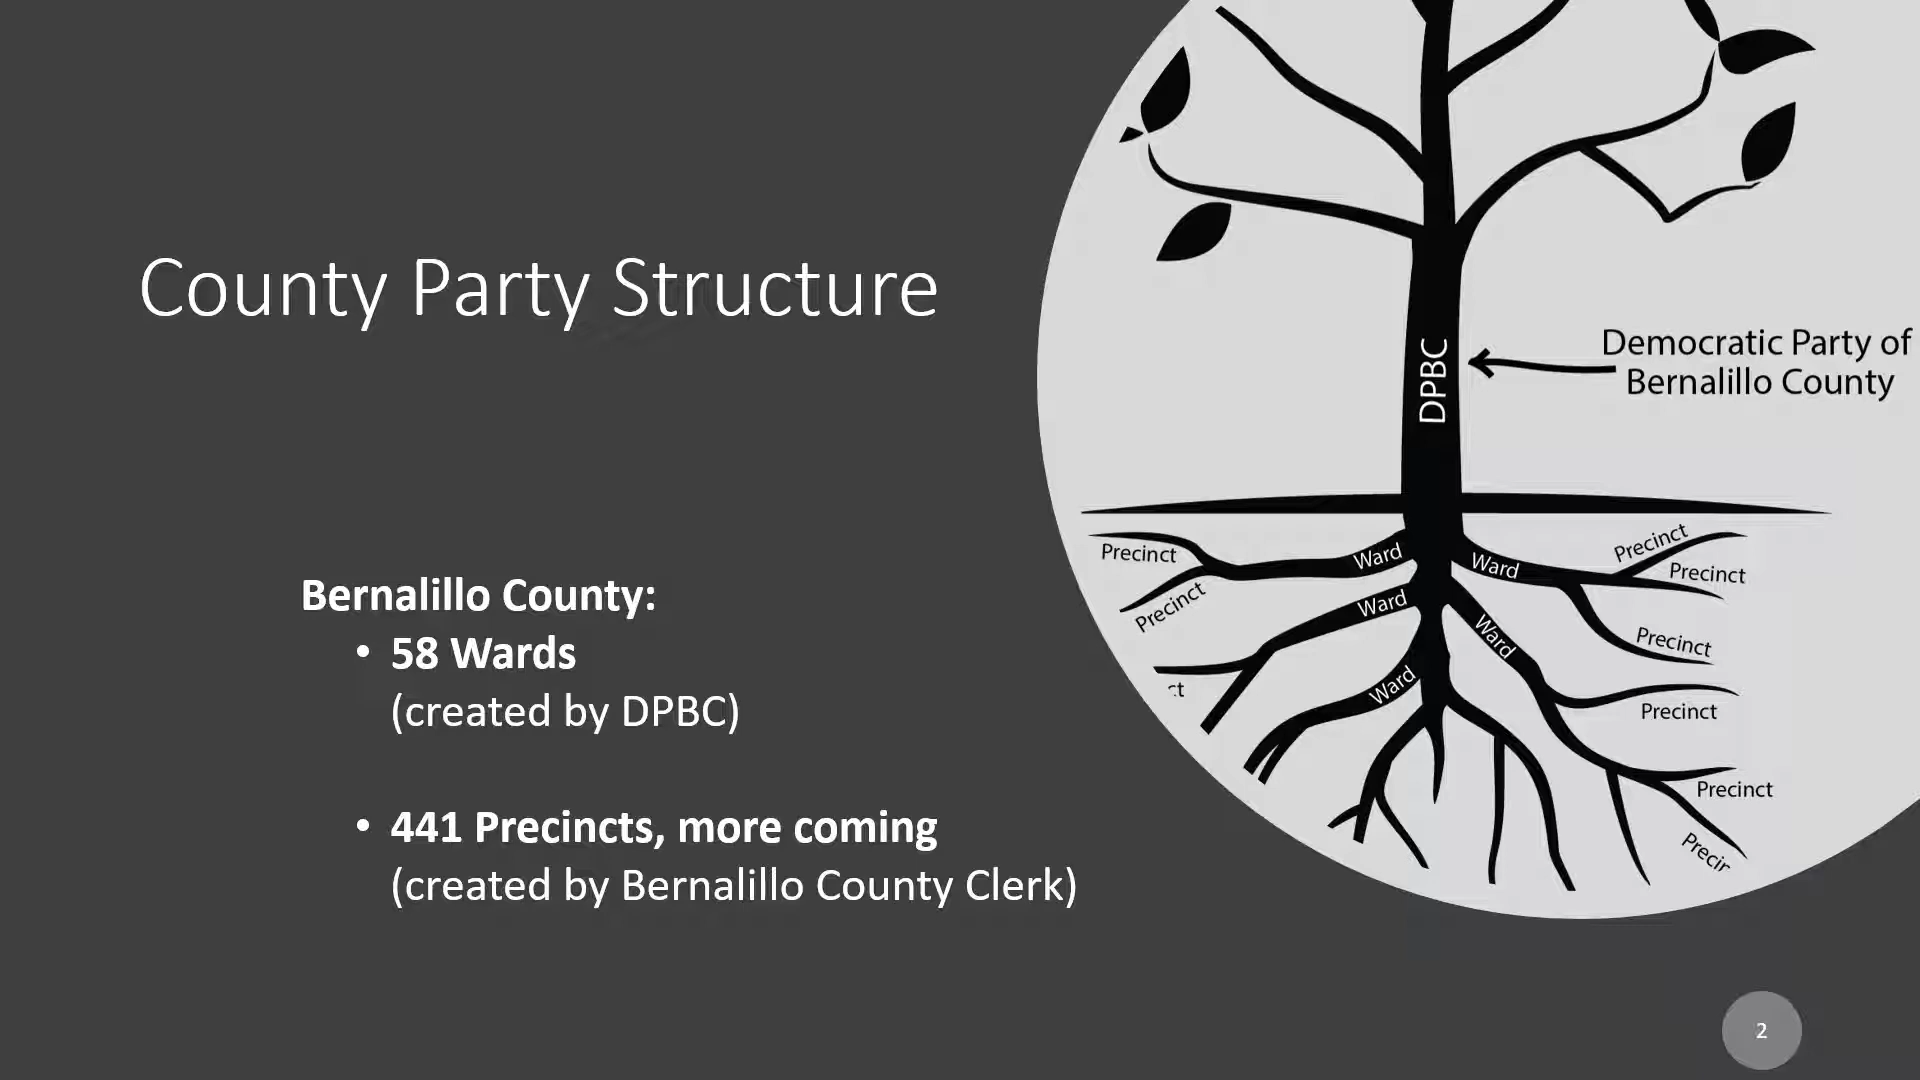 County Party Structure
Bernalillo County:
• 58 Wards
(created by DPBC)
• 441 Precincts, more coming
(created by Bernalillo County Clerk)
DPBC
Democratic Party of
Bernalillo County
Precinct
Precinct
Ward
Ward
Ward
Ward
Ward
Precinct
Precinct
Precinct
Precinct
Precinct
Precin
ct
2